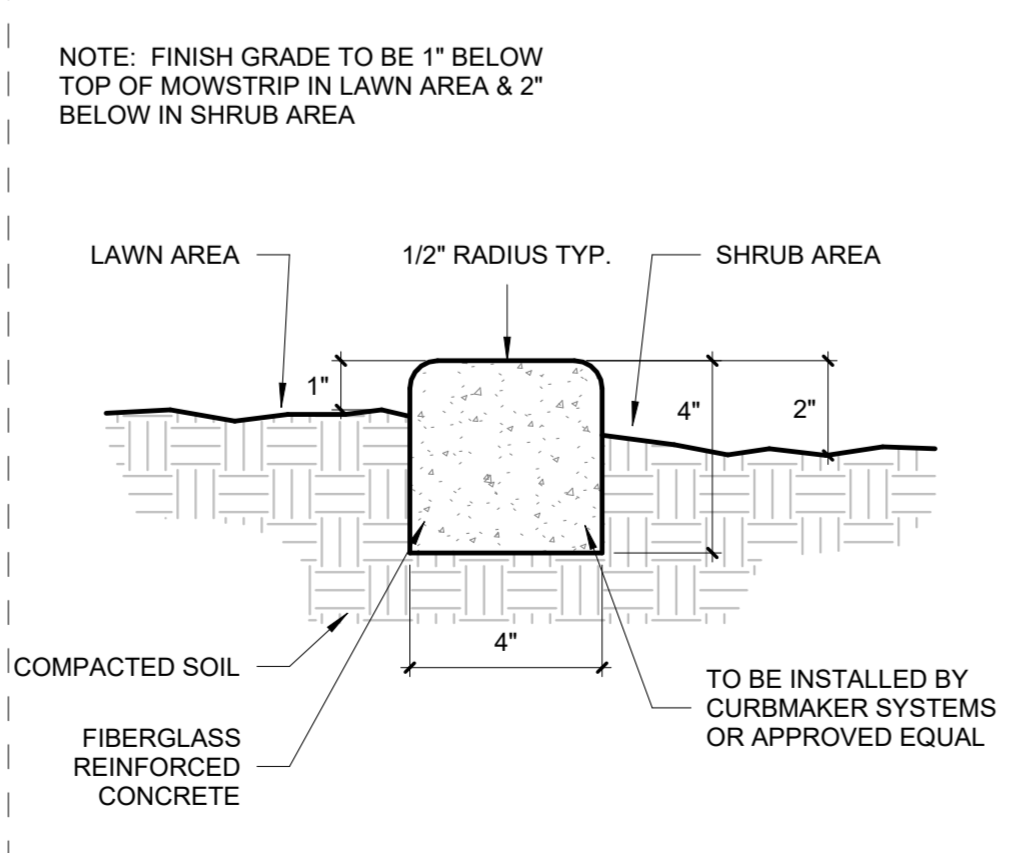 NOTE: FINISH GRADE TO BE 1" BELOW
TOP OF MOWSTRIP IN LAWN AREA & 2"
BELOW IN SHRUB AREA
LAWN AREA
1/2" RADIUS TYP.
SHRUB AREA
1"
4"
2"
4"
COMPACTED SOIL
FIBERGLASS
REINFORCED
CONCRETE
TO BE INSTALLED BY
CURBMAKER SYSTEMS
OR APPROVED EQUAL